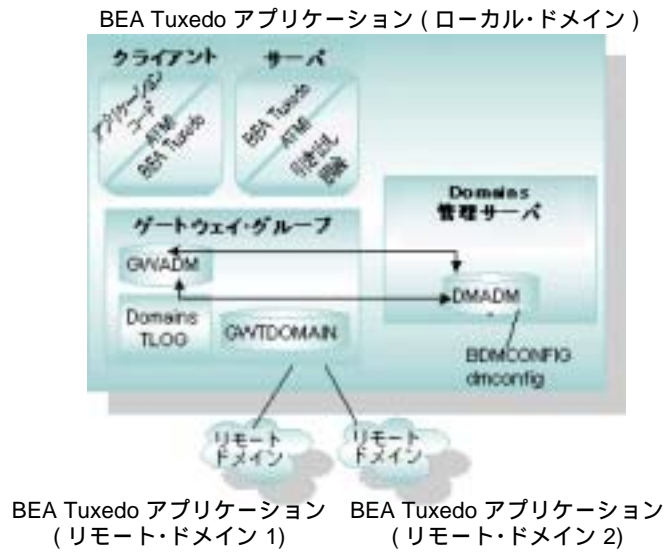 BEA Tuxedo アプリケーション ( ローカル・ドメイン )
クライアント
サーバ
アプリケーション
コード
ATMI
BEA Tuxedo
BEA Tuxedo
ATMI
ゲートウェイ・グループ
GWADM
Domains
TLOG
GWTDOMAIN
Domains
管理サーバ
DMADM
BDMCONFIG
dmconfig
リモート
ドメイン
リモート
ドメイン
BEA Tuxedo アプリケーション
( リモート・ドメイン 1)
BEA Tuxedo アプリケーション
( リモート・ドメイン 2)